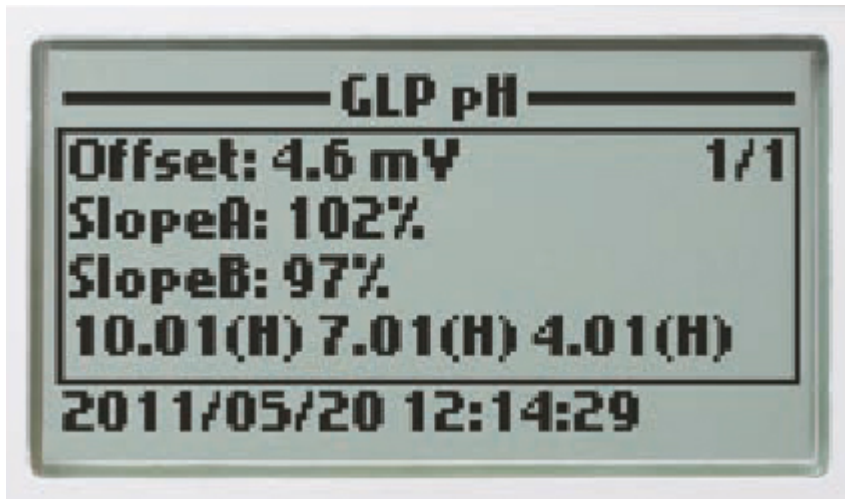 GLP pH
Offset: 4.6 mV 1/1
SlopeA: 102%
SlopeB: 97%
10.01(H) 7.01(H) 4.01(H)
2011/05/20 12:14:29